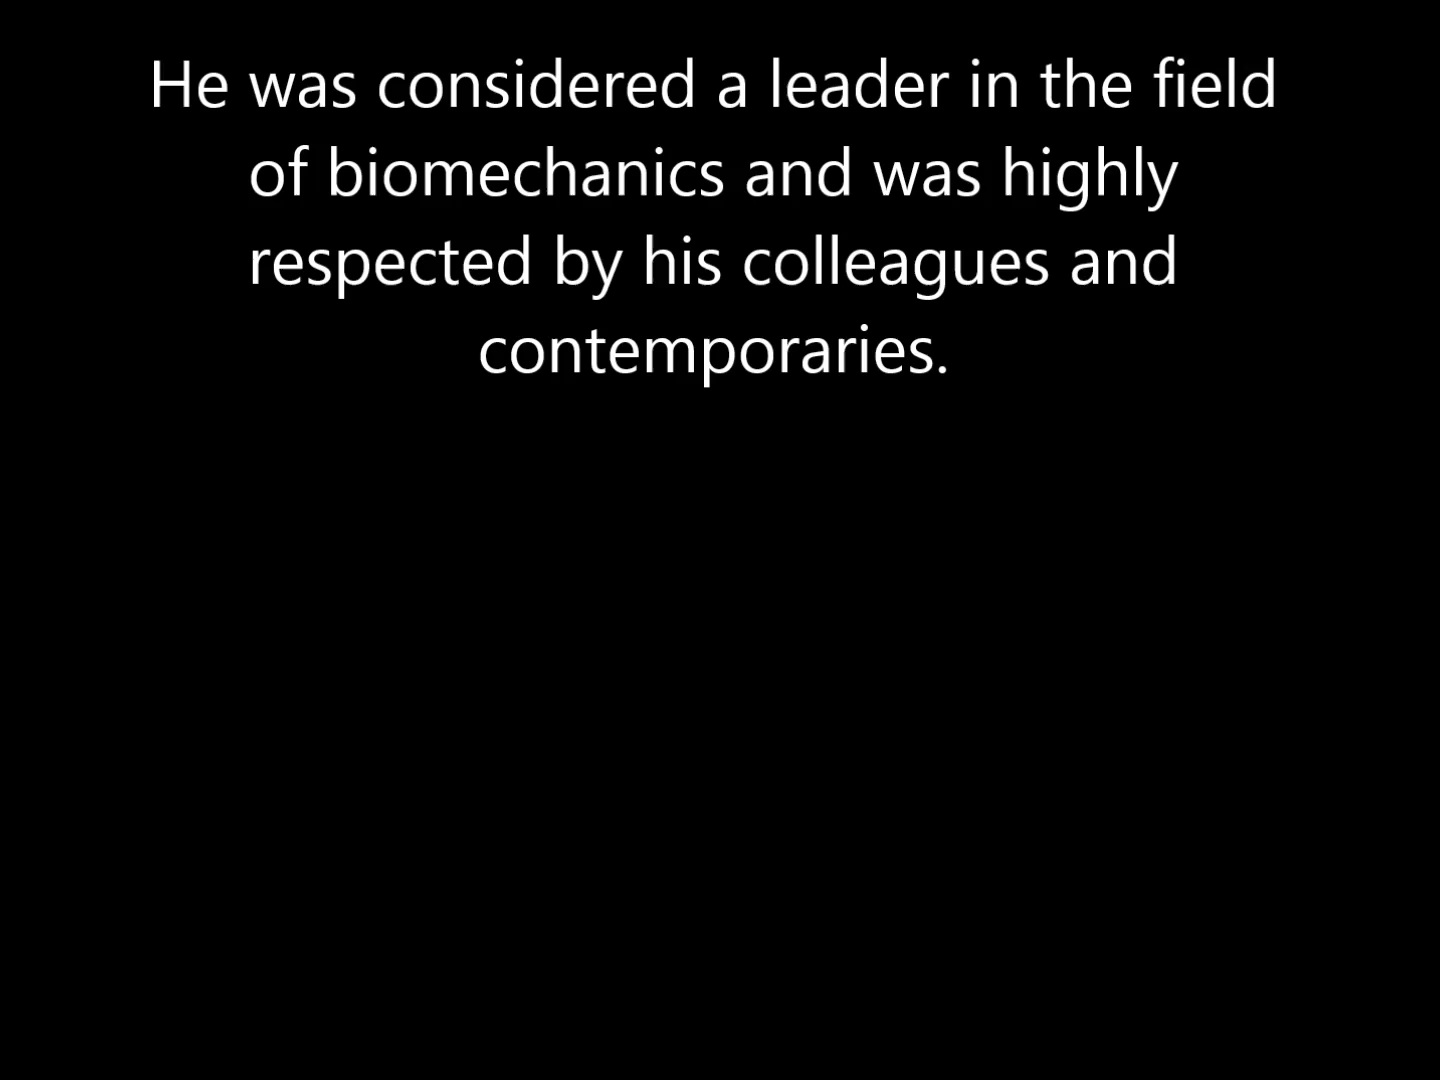 He was considered a leader in the field
of biomechanics and was highly
respected by his colleagues and
contemporaries.